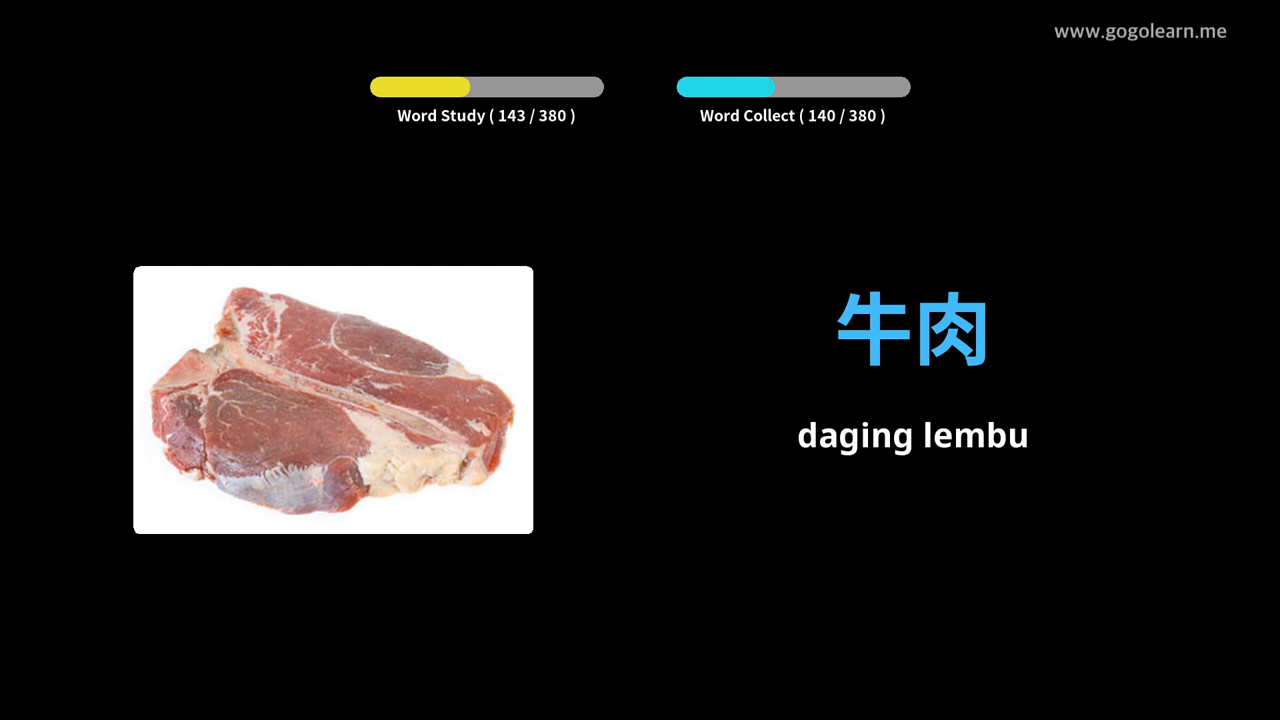 www.gogolearn.me
Word Study ( 143 / 380 )
Word Collect ( 140 / 380 )
牛肉
daging lembu